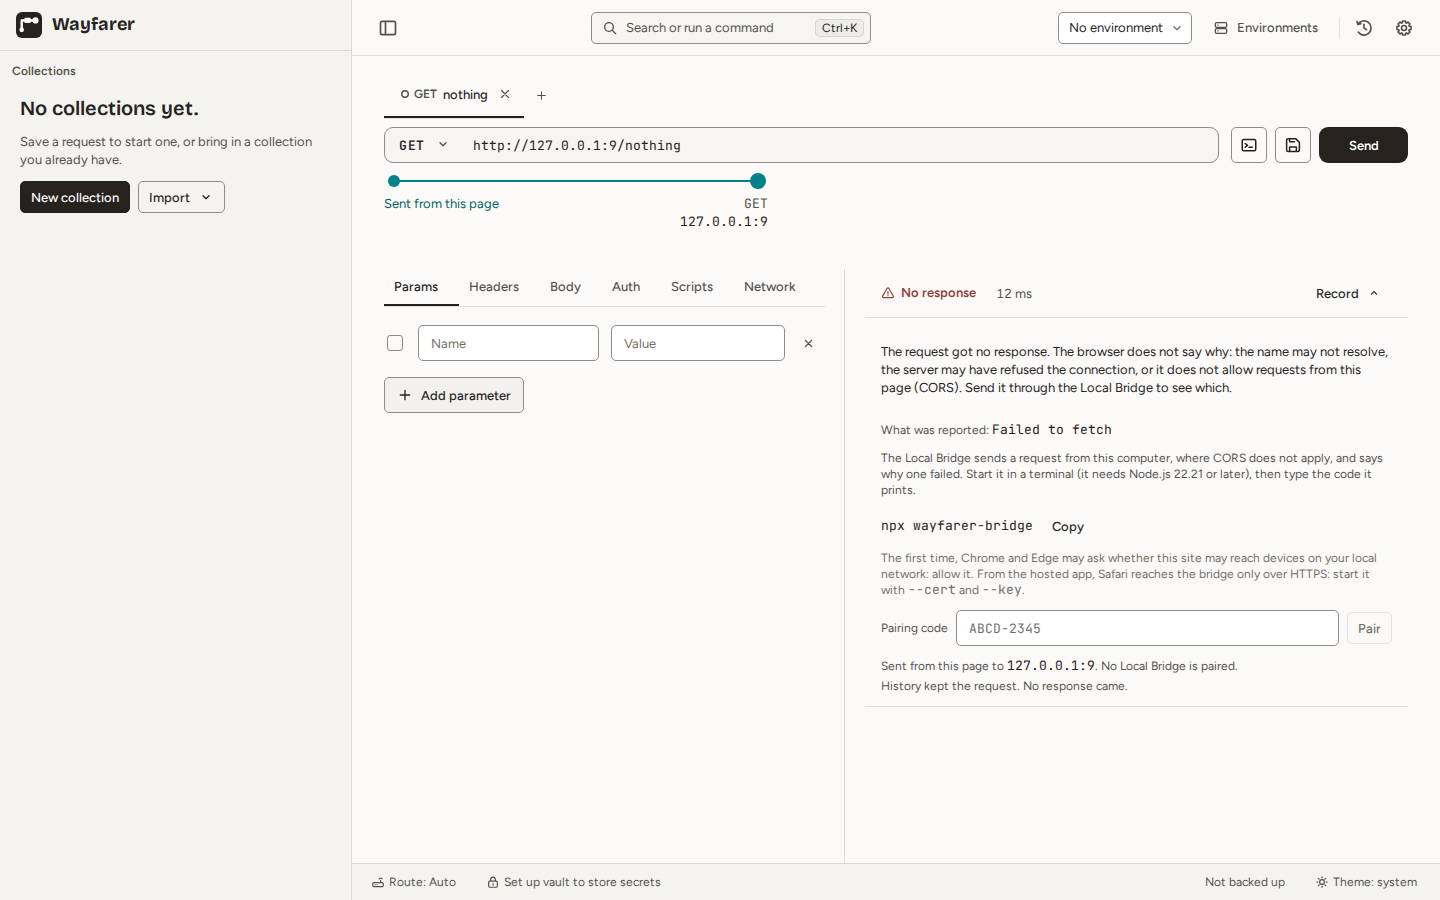 Wayfarer
Search or run a command
Ctrl+K
No environment
Environments
Collections
No collections yet.
Save a request to start one, or bring in a collection
you already have.
New collection
Import
GET nothing
GET
http://127.0.0.1:9/nothing
Send
Sent from this page
GET
127.0.0.1:9
Params
Headers
Body
Auth
Scripts
Network
Name
Value
Add parameter
No response
12 ms
Record
The request got no response. The browser does not say why: the name may not resolve,
the server may have refused the connection, or it does not allow requests from this
page (CORS). Send it through the Local Bridge to see which.
What was reported: Failed to fetch
The Local Bridge sends a request from this computer, where CORS does not apply, and says
why one failed. Start it in a terminal (it needs Node.js 22.21 or later), then type the code it
prints.
npx wayfarer-bridge
Copy
The first time, Chrome and Edge may ask whether this site may reach devices on your local
network: allow it. From the hosted app, Safari reaches the bridge only over HTTPS: start it
with --cert and --key.
Pairing code
ABCD-2345
Pair
Sent from this page to 127.0.0.1:9. No Local Bridge is paired.
History kept the request. No response came.
Route: Auto
Set up vault to store secrets
Not backed up
Theme: system